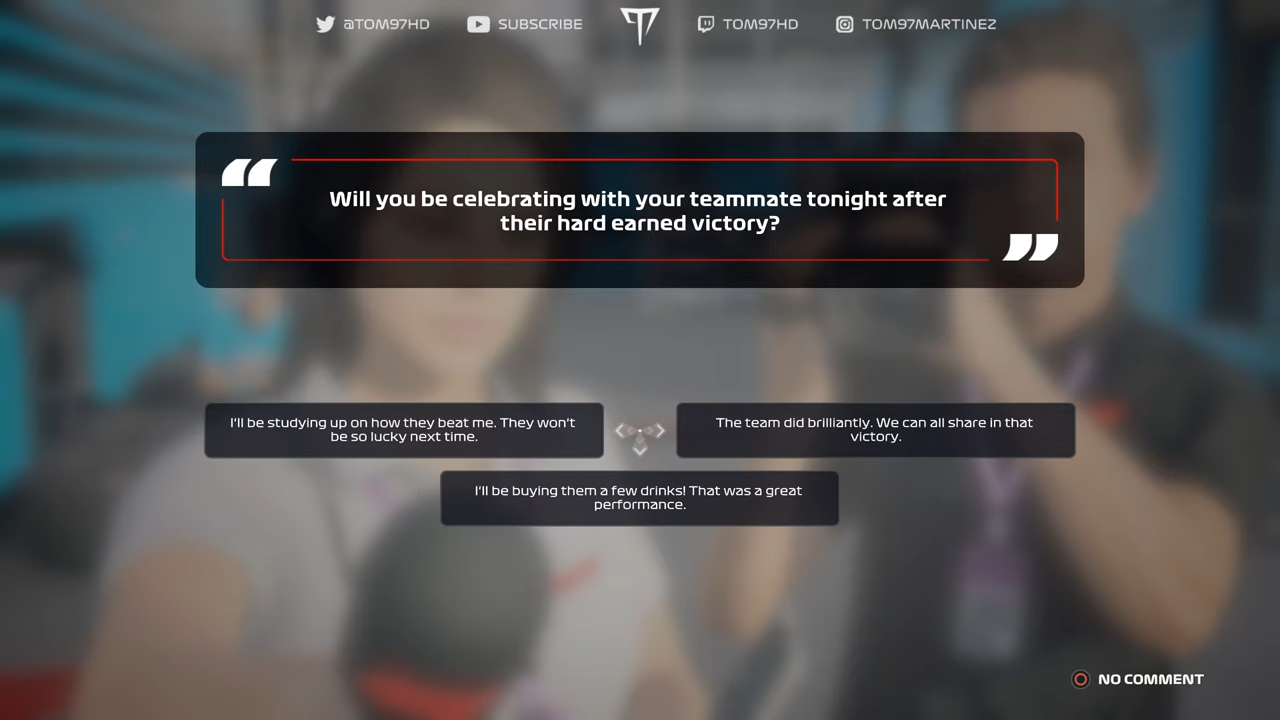 @TOM97HD SUBSCRIBE TOM97HD TOM97MARTINEZ
Will you be celebrating with your teammate tonight after
their hard earned victory?
I'll be studying up on how they beat me. They won't
be so lucky next time.
The team did brilliantly. We can all share in that
victory.
I'll be buying them a few drinks! That was a great
performance.
NO COMMENT